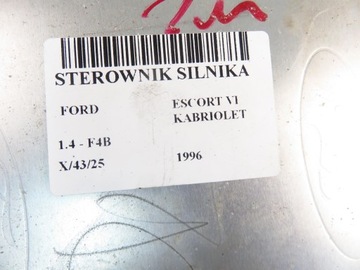 STEROWNIK SILNIKA
FORD ESCORT VI
KABRIOLET
1.4 - F4B
X/43/25 1996